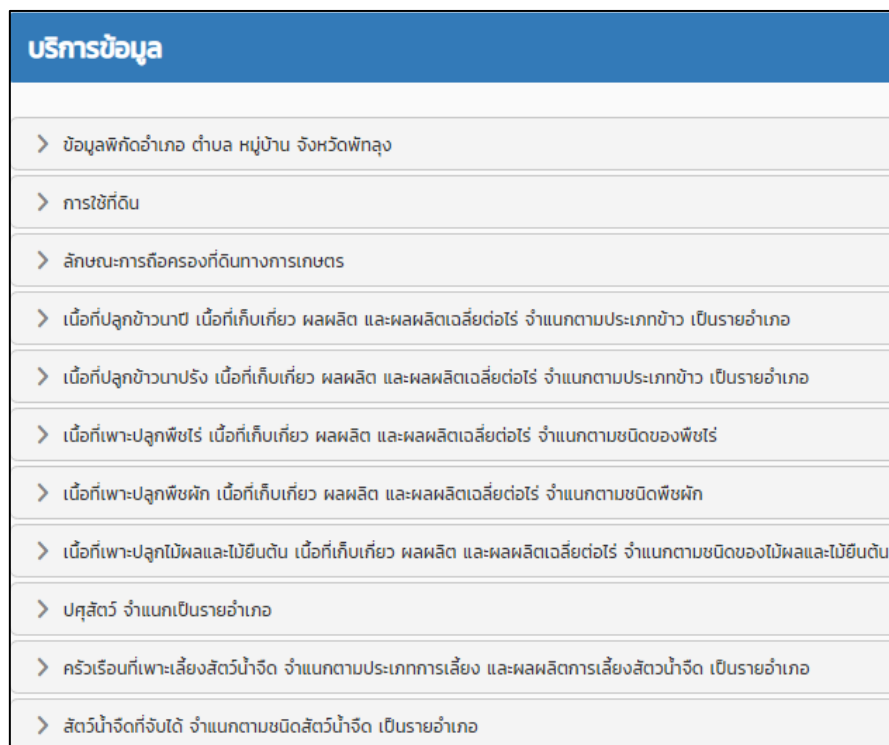 บริการข้อมูล
ข้อมูลพิกัดอำเภอ ตำบล หมู่บ้าน จังหวัดพัทลุง
การใช้ที่ดิน
ลักษณะการถือครองที่ดินทางการเกษตร
เนื้อที่ปลูกข้าวนาปี เนื้อที่เก็บเกี่ยว ผลผลิต และผลผลิตเฉลี่ยต่อไร่ จำแนกตามประเภทข้าว เป็นรายอำเภอ
เนื้อที่ปลูกข้าวนาปรัง เนื้อที่เก็บเกี่ยว ผลผลิต และผลผลิตเฉลี่ยต่อไร่ จำแนกตามประเภทข้าว เป็นรายอำเภอ
เนื้อที่เพาะปลูกพืชไร่ เนื้อที่เก็บเกี่ยว ผลผลิต และผลผลิตเฉลี่ยต่อไร่ จำแนกตามชนิดของพืชไร่
เนื้อที่เพาะปลูกพืชผัก เนื้อที่เก็บเกี่ยว ผลผลิต และผลผลิตเฉลี่ยต่อไร่ จำแนกตามชนิดพืชผัก
เนื้อที่เพาะปลูกไม้ผลและไม้ยืนต้น เนื้อที่เก็บเกี่ยว ผลผลิต และผลผลิตเฉลี่ยต่อไร่ จำแนกตามชนิดของไม้ผลและไม้ยืนต้น
ปศุสัตว์ จำแนกเป็นรายอำเภอ
ครัวเรือนที่เพาะเลี้ยงสัตว์น้ำจืด จำแนกตามประเภทการเลี้ยง และผลผลิตการเลี้ยงสัตวน้ำจืด เป็นรายอำเภอ
สัตว์น้ำจืดที่จับได้ จำแนกตามชนิดสัตว์น้ำจืด เป็นรายอำเภอ